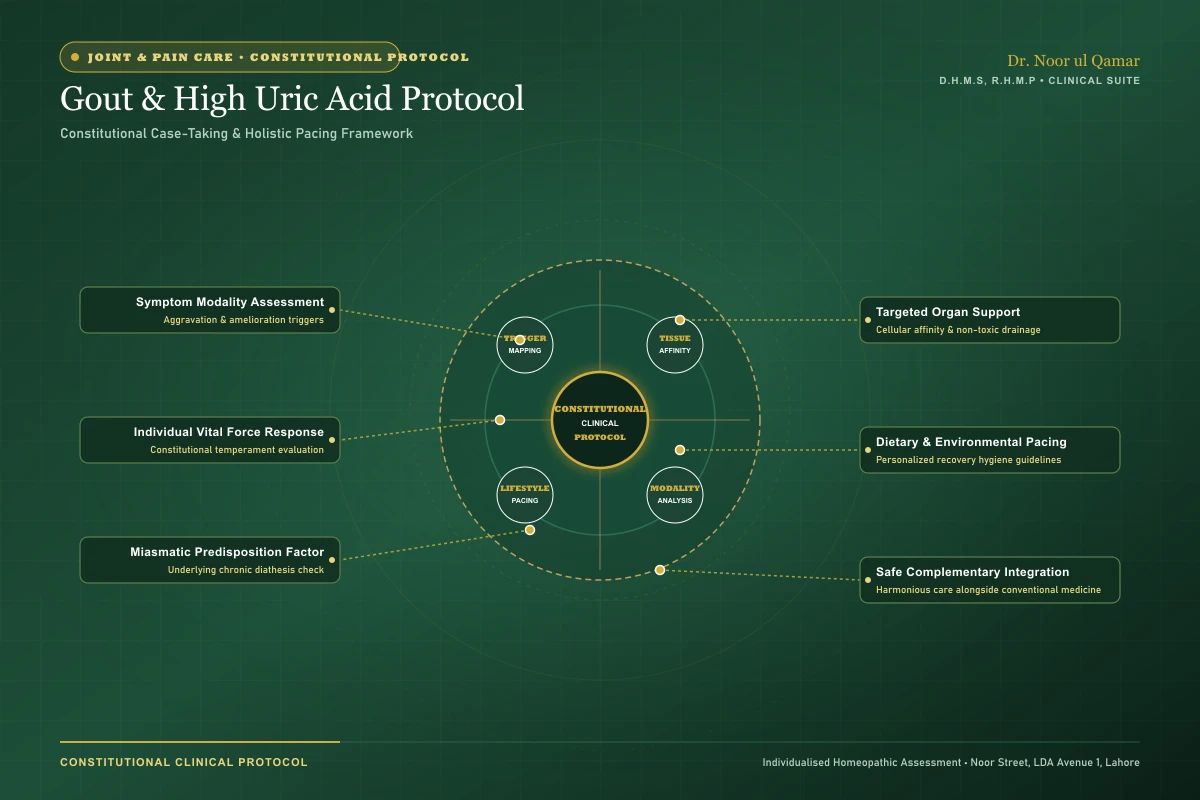 JOINT & PAIN CARE • CONSTITUTIONAL PROTOCOL
Gout & High Uric Acid Protocol
Constitutional Case-Taking & Holistic Pacing Framework
Dr. Noor ul Qamar
D.H.M.S, R.H.M.P • CLINICAL SUITE
Symptom Modality Assessment
Aggravation & amelioration triggers
Individual Vital Force Response
Constitutional temperament evaluation
Miasmatic Predisposition Factor
Underlying chronic diathesis check
MAPPING
TISSUE
AFFINITY
CONSTITUTIONAL
CLINICAL
PROTOCOL
LIFESTYLE
PACING
MODALITY
ANALYSIS
Targeted Organ Support
Cellular affinity & non-toxic drainage
Dietary & Environmental Pacing
Personalized recovery hygiene guidelines
Safe Complementary Integration
Harmonious care alongside conventional medicine
CONSTITUTIONAL CLINICAL PROTOCOL
Individualised Homeopathic Assessment • Noor Street, LDA Avenue 1, Lahore